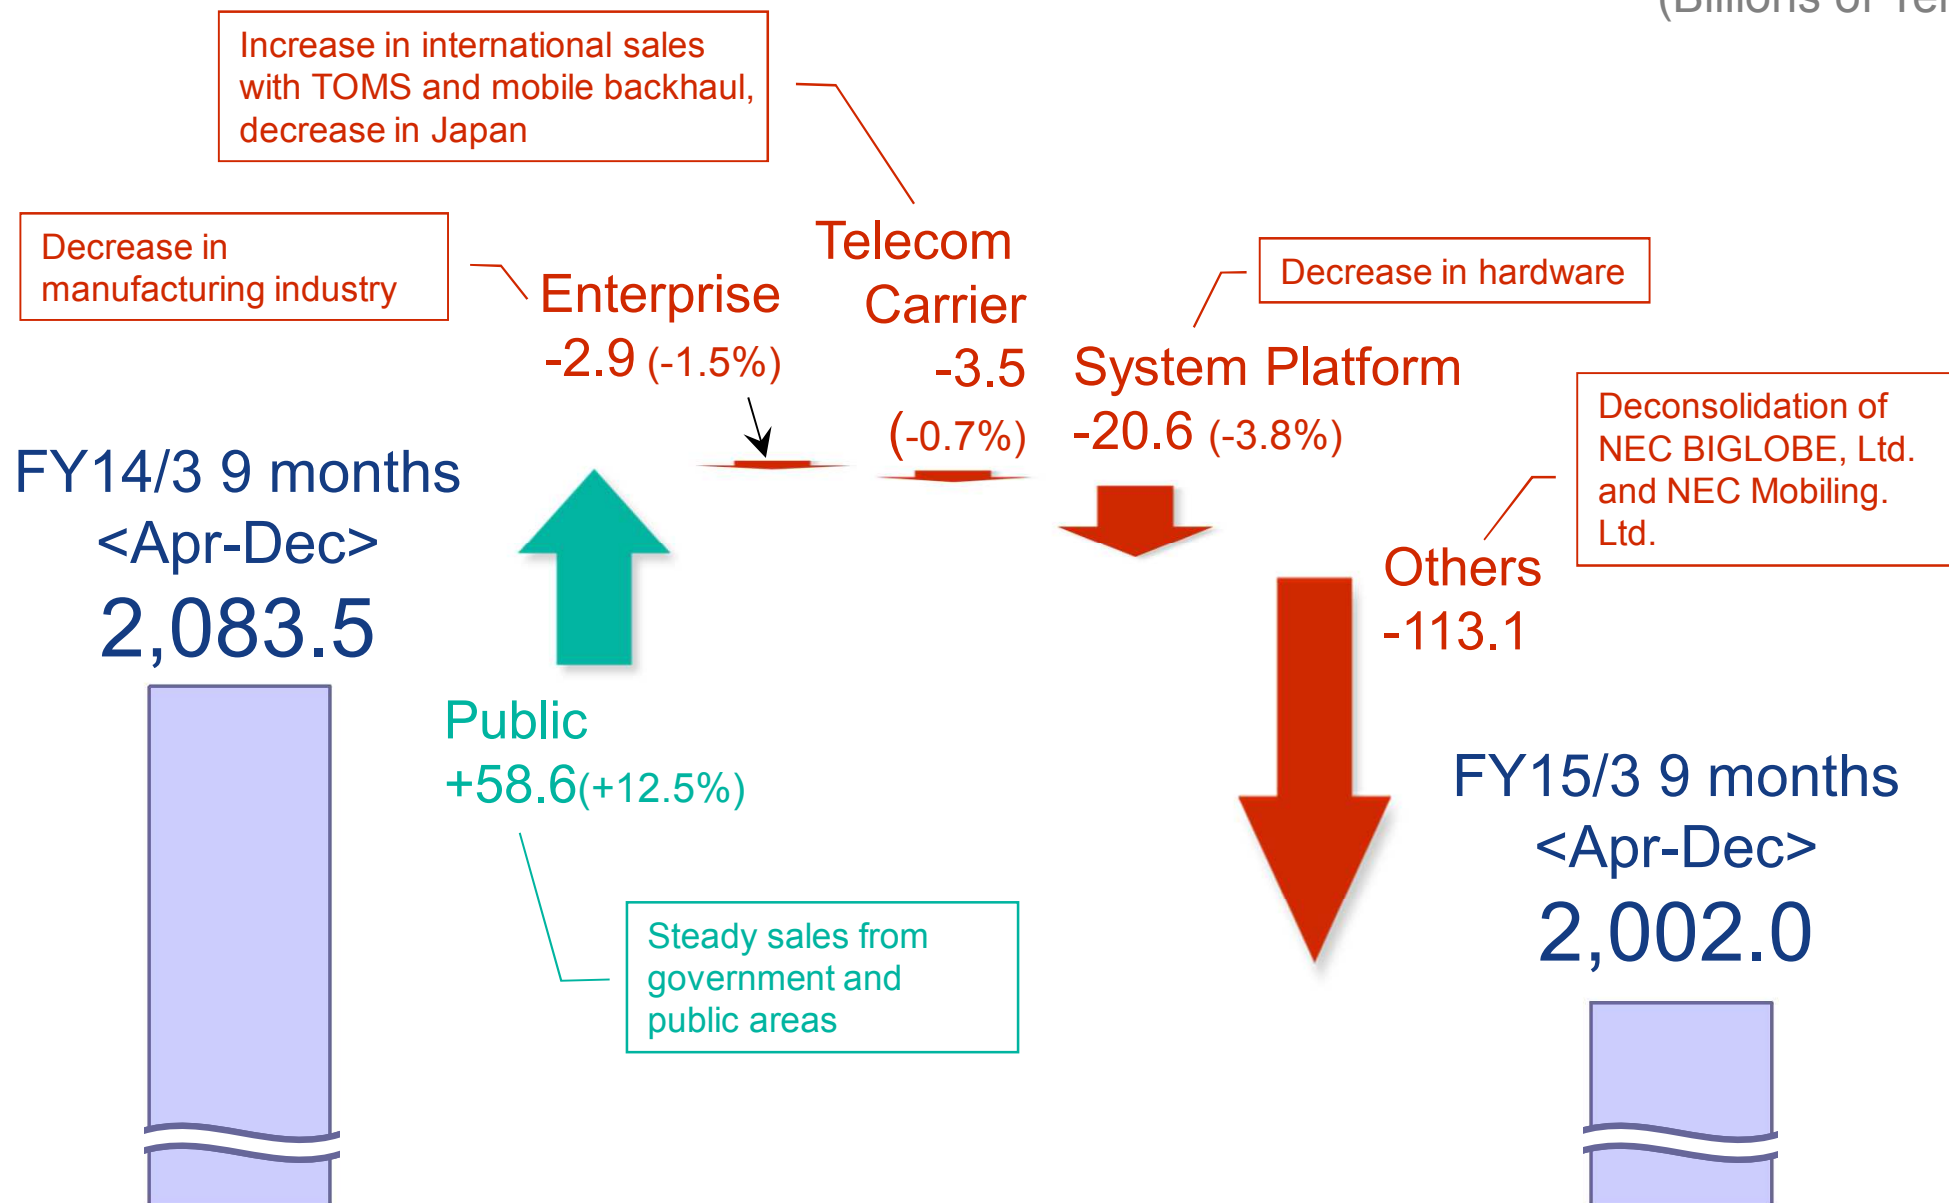 (Billions of Yen
Increase in international sales
with TOMS and mobile backhaul,
decrease in Japan
Decrease in
manufacturing industry
Enterprise
-2.9 (-1.5%)
Telecom
Carrier
-3.5
(-0.7%)
Decrease in hardware
System Platform
-20.6 (-3.8%)
Deconsolidation of
NEC BIGLOBE, Ltd.
and NEC Mobiling.
Ltd.
Others
-113.1
FY14/3 9 months
<Apr-Dec>
2,083.5
Public
+58.6(+12.5%)
Steady sales from
government and
public areas
FY15/3 9 months
<Apr-Dec>
2,002.0